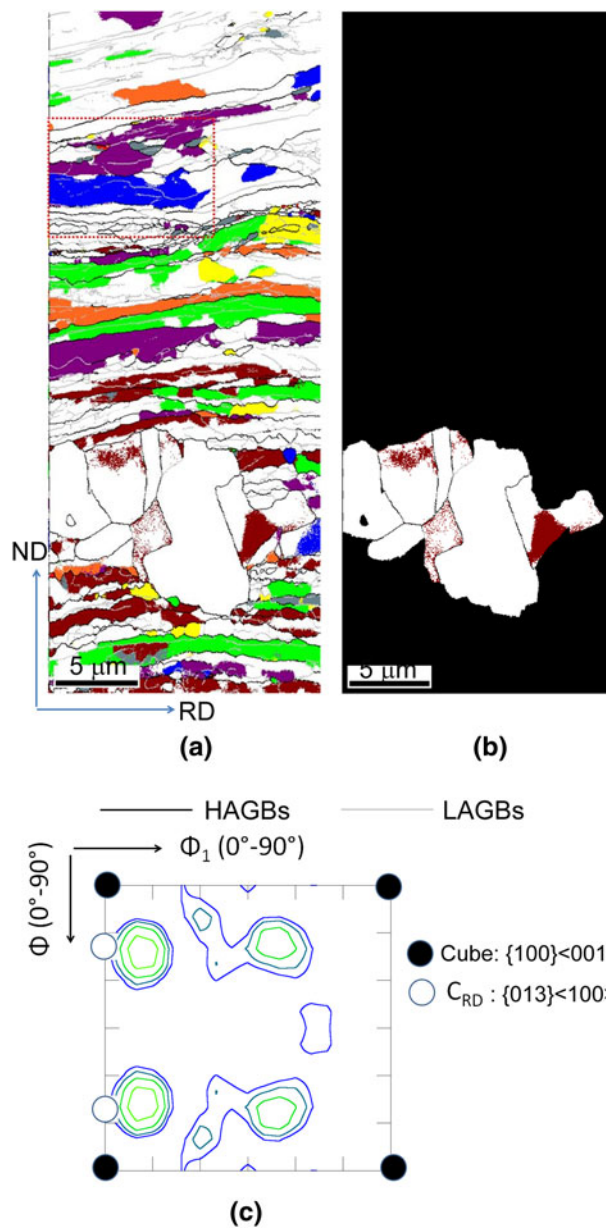 ND
5 μm
RD
(a)
5 μm
(b)
HAGBs
LAGBs
Φ1 (0°-90°)
Φ (0°-90°)
Cube: {100}<001
CRD : {013}<100>
(c)